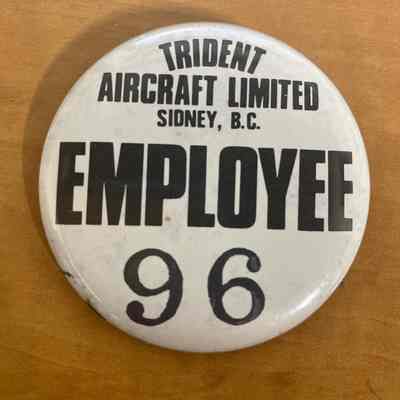 TRIDENT
AIRCRAFT LIMITED
SIDNEY, B.C.
EMPLOYEE
96